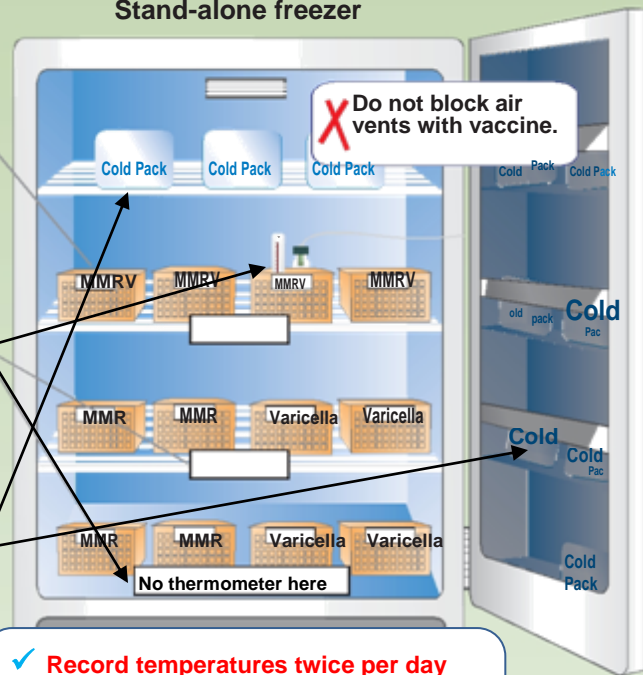 Stand-alone freezer
Do not block air
vents with vaccine.
Cold Pack Cold Pack Cold Pack
Cold Pack Cold Pack
MMRV MMRV MMRV MMRV
old pack Cold
Pac
MMR MMR Varicella Varicella
Cold
Cold
Pac
MMR MMR Varicella Varicella
No thermometer here
Cold
Pack
Record temperatures twice per day